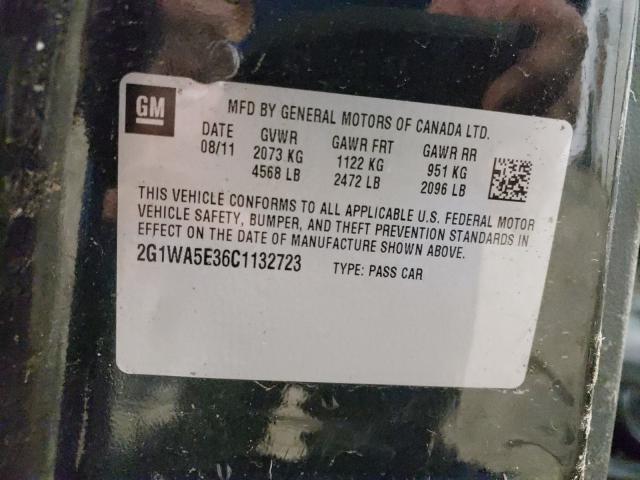 GM
MFD BY GENERAL MOTORS OF CANADA LTD.
DATE GVWR GAWR FRT GAWR RR
08/11 2073 KG 1122 KG 951 KG
4568 LB 2472 LB 2096 LB
THIS VEHICLE CONFORMS TO ALL APPLICABLE U.S. FEDERAL MOTOR
VEHICLE SAFETY, BUMPER, AND THEFT PREVENTION STANDARDS IN
EFFECT ON THE DATE OF MANUFACTURE SHOWN ABOVE.
2G1WA5E36C1132723 TYPE: PASS CAR